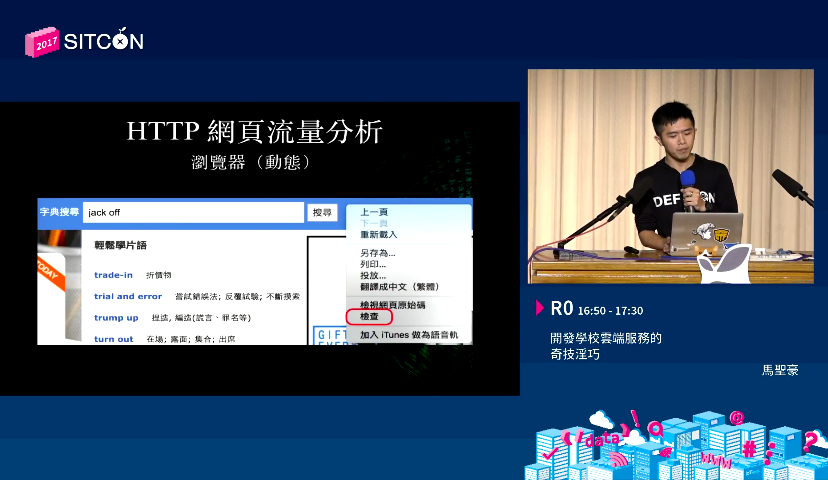 2017 SITCON
HTTP 網頁流量分析
瀏覽器（動態）
字典搜尋 jack off 搜尋
輕鬆學片語
TODAY
trade-in 折價物
trial and error 嘗試錯誤法; 反覆試驗; 不斷摸索
trump up 捏造, 編造(謊言、罪名等)
turn out 在場; 露面; 集合; 出席
上一頁
下一頁
重新載入
另存為...
列印...
投放...
翻譯成中文（繁體）
檢視網頁原始碼
檢查
加入 iTunes 做為語音軌
GIFT
DEFCON
R0 16:50 - 17:30
開發學校雲端服務的
奇技淫巧
馬聖豪
data
www